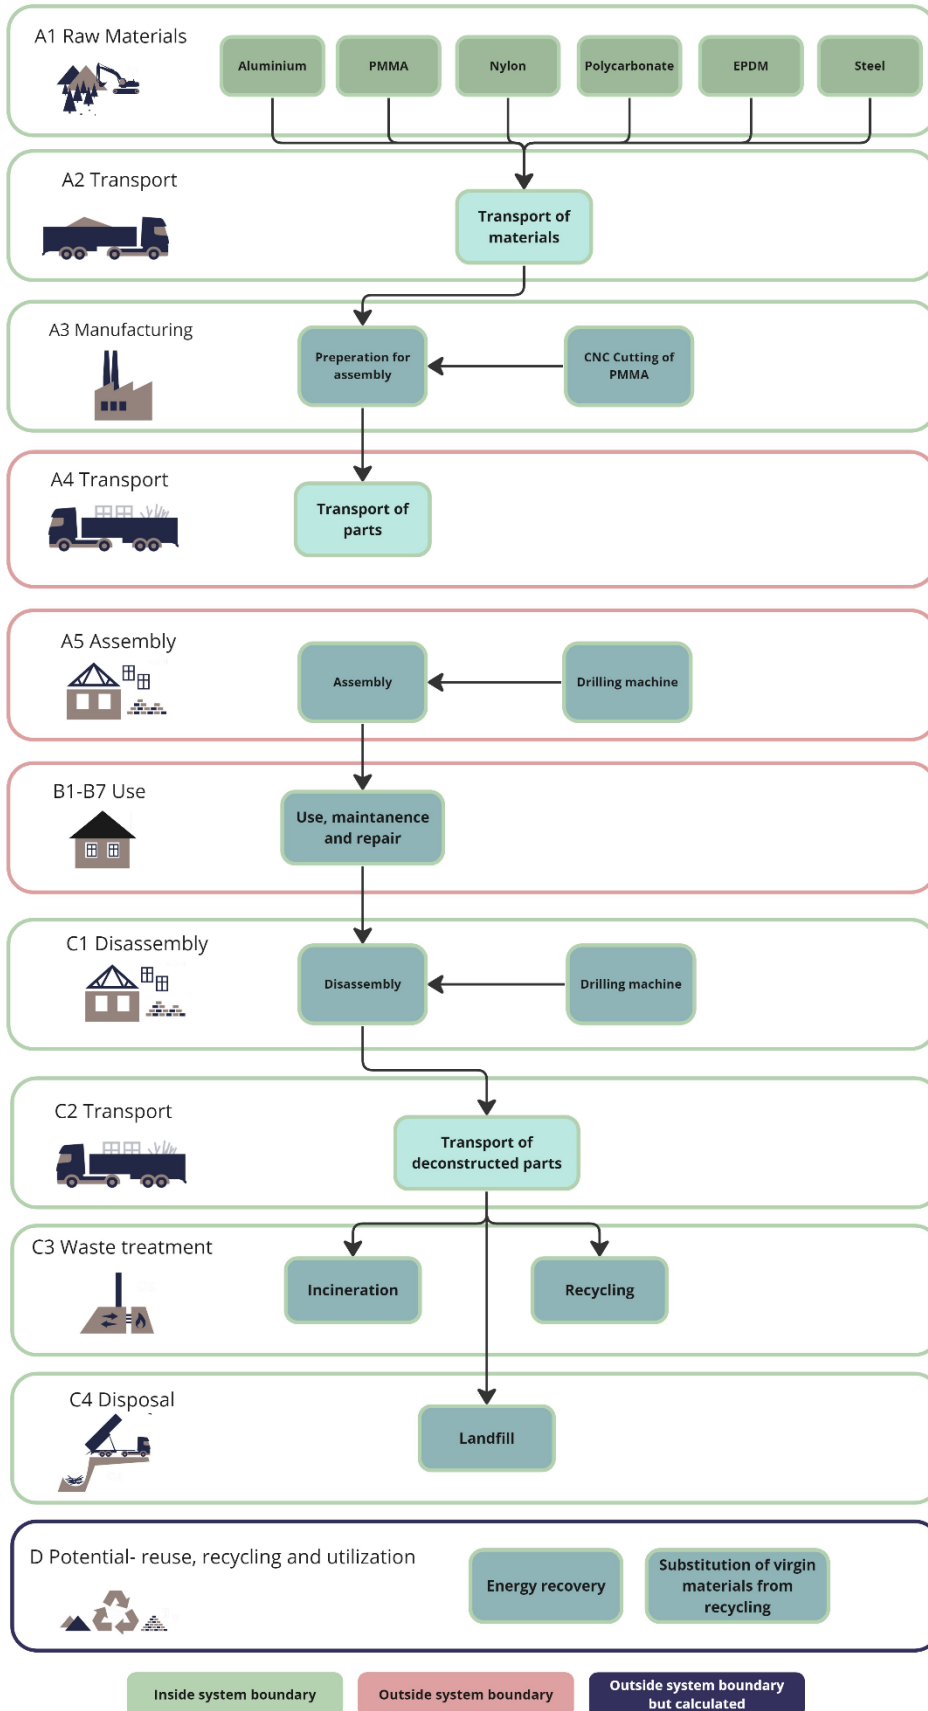 A1 Raw Materials
Aluminium
PMMA
Nylon
Polycarbonate
EPDM
Steel
A2 Transport
Transport of
materials
A3 Manufacturing
Preperation for
assembly
CNC Cutting of
PMMA
A4 Transport
Transport of
parts
A5 Assembly
Assembly
Drilling machine
B1-B7 Use
Use, maintanence
and repair
C1 Disassembly
Disassembly
Drilling machine
C2 Transport
Transport of
deconstructed parts
C3 Waste treatment
Incineration
Recycling
C4 Disposal
Landfill
D Potential- reuse, recycling and utilization
Energy recovery
Substitution of virgin
materials from
recycling
Inside system boundary
Outside system boundary
Outside system boundary
but calculated